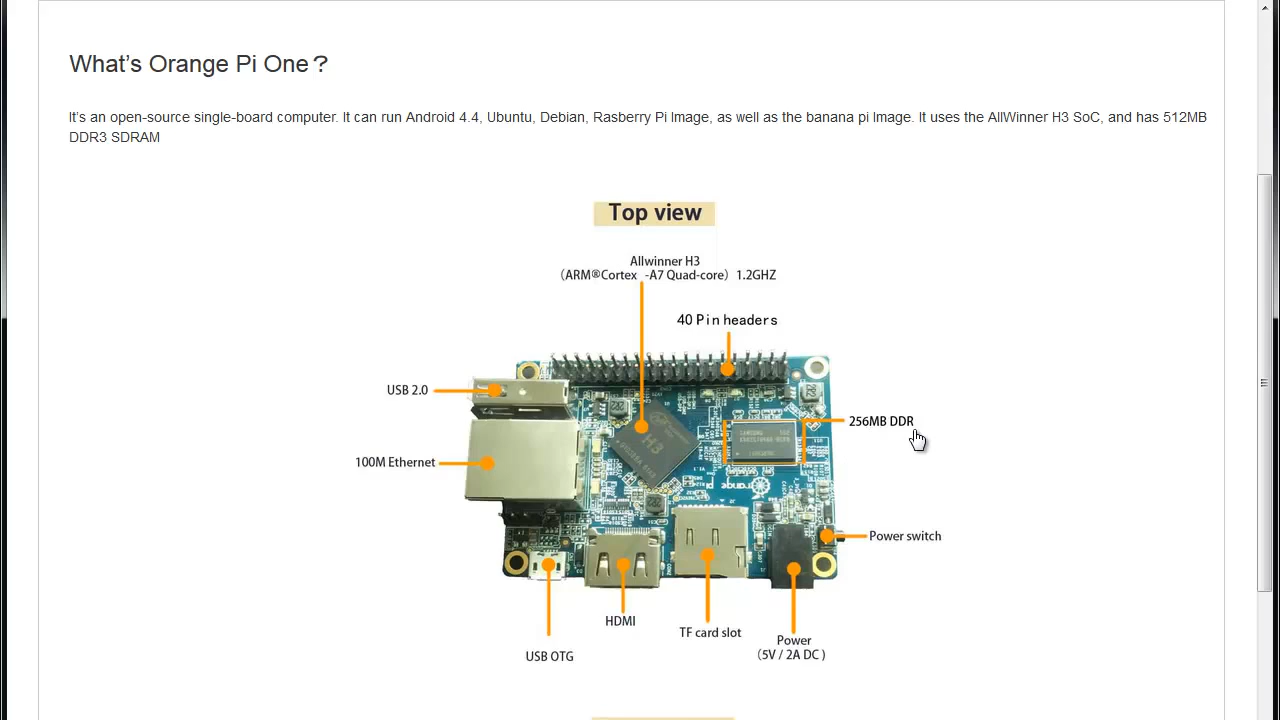 What's Orange Pi One？
It's an open-source single-board computer. It can run Android 4.4, Ubuntu, Debian, Rasberry Pi Image, as well as the banana pi Image. It uses the AllWinner H3 SoC, and has 512MB
DDR3 SDRAM
Top view
Allwinner H3
（ARM®Cortex -A7 Quad-core）1.2GHZ
40 Pin headers
USB 2.0
256MB DDR
H3
100M Ethernet
orange pi
Power switch
HDMI
TF card slot
Power
（5V / 2A DC )
USB OTG